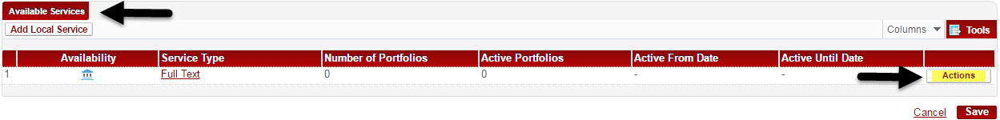 Available Services
Add Local Service
Columns Tools
Availability Service Type Number of Portfolios Active Portfolios Active From Date Active Until Date
1 Full Text 0 0 - - Actions
Cancel Save